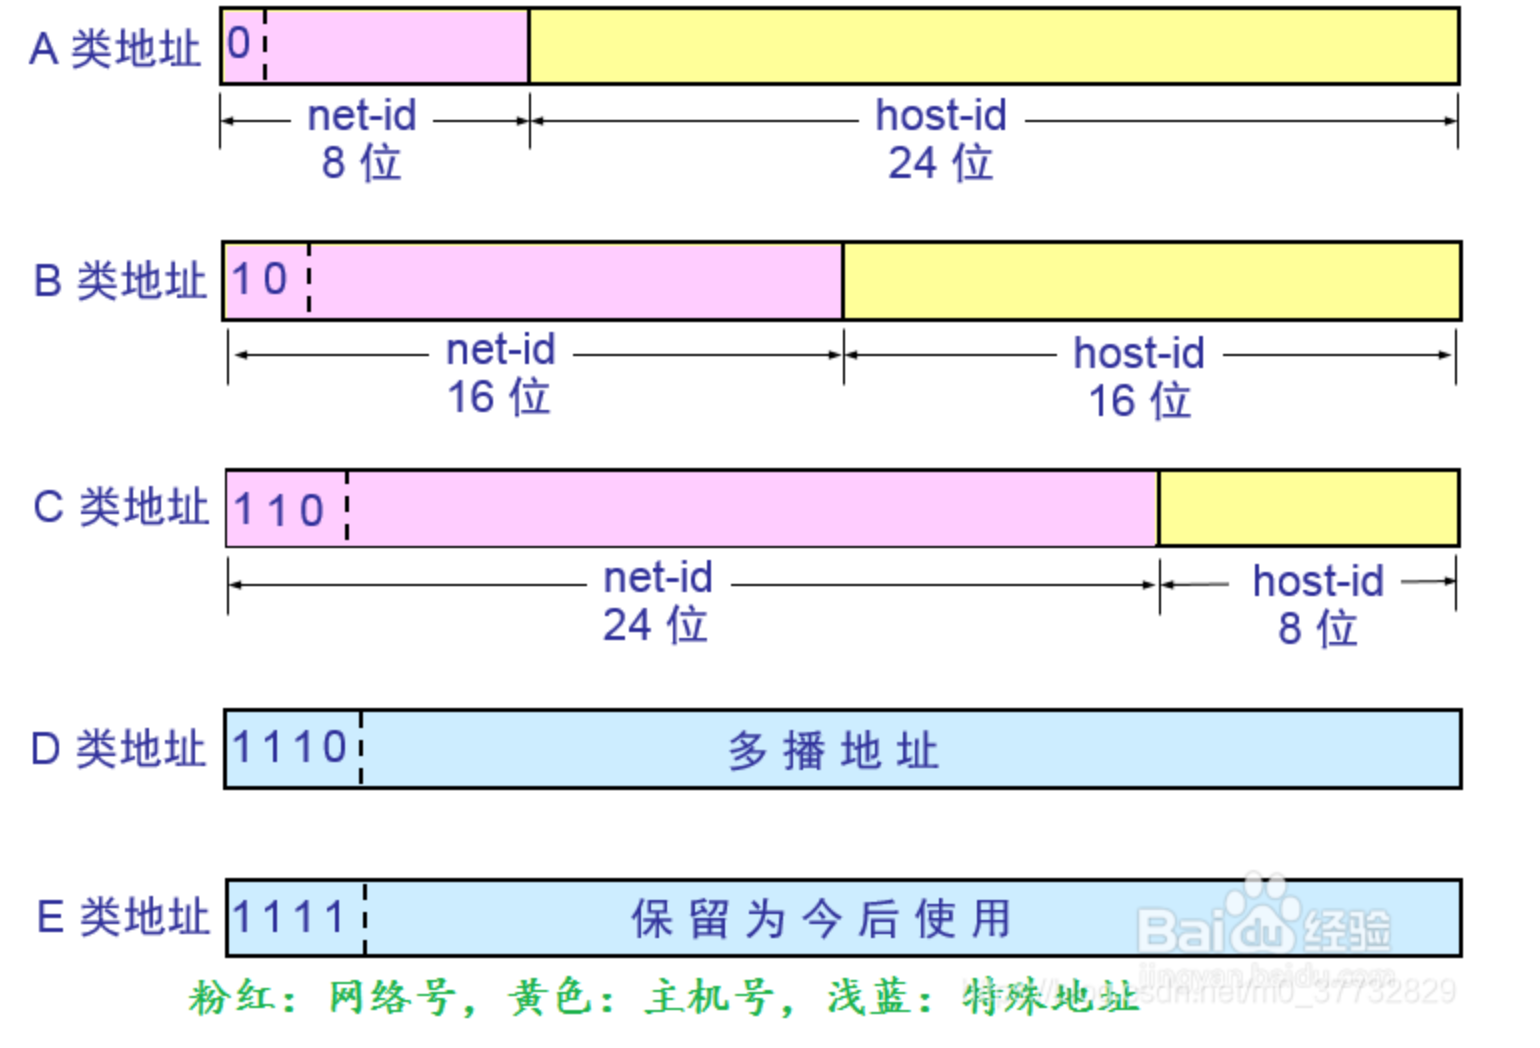 A 类地址 0
net-id host-id
8 位 24 位
B 类地址 1 0
net-id host-id
16 位 16 位
C 类地址 1 1 0
net-id host-id
24 位 8 位
D 类地址 1 1 1 0 多播地址
E 类地址 1 1 1 1 保留为今后使用
Baidu 经验
jingyan.baidu.com
粉红：网络号，黄色：主机号，浅蓝：特殊地址
csdn.net/m0_37732829